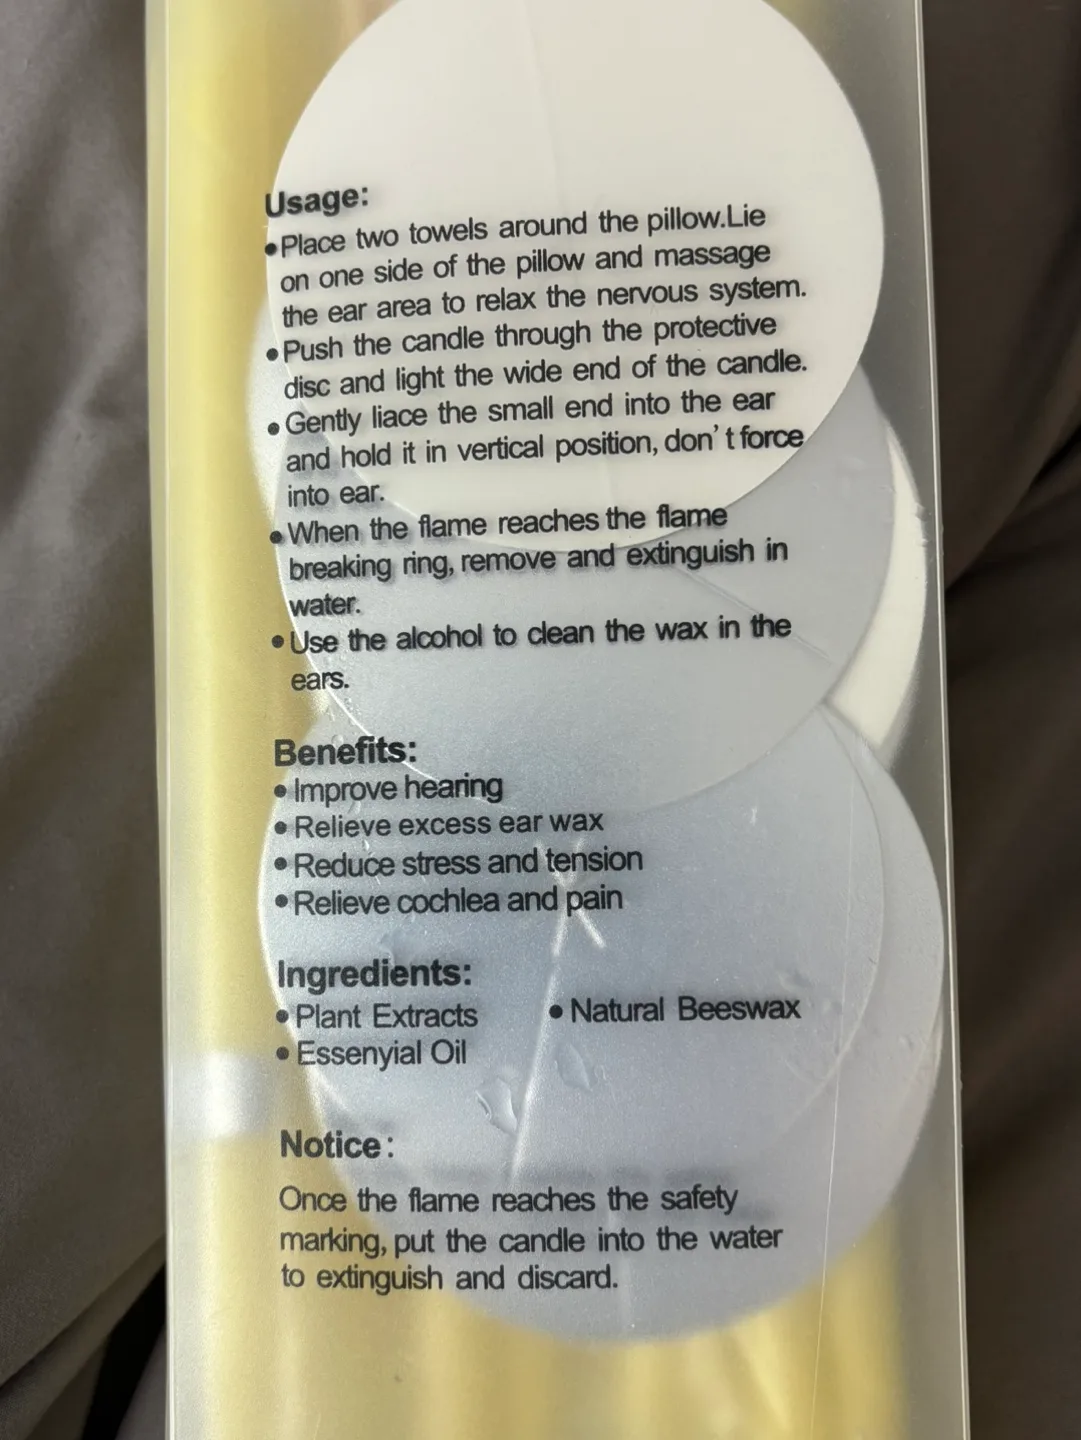 Usage:
•Place two towels around the pillow.Lie
on one side of the pillow and massage
the ear area to relax the nervous system.
•Push the candle through the protective
disc and light the wide end of the candle.
•Gently liace the small end into the ear
and hold it in vertical position, don't force
into ear.
•When the flame reaches the flame
breaking ring, remove and extinguish in
water.
•Use the alcohol to clean the wax in the
ears.
Benefits:
•Improve hearing
•Relieve excess ear wax
•Reduce stress and tension
•Relieve cochlea and pain
Ingredients:
•Plant Extracts •Natural Beeswax
•Essenyial Oil
Notice:
Once the flame reaches the safety
marking, put the candle into the water
to extinguish and discard.